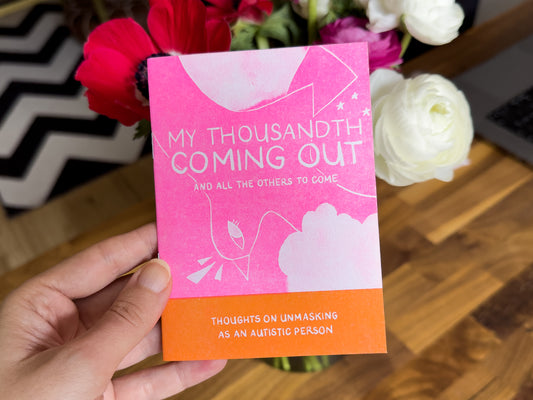 MY THOUSANDTH
COMING OUT
AND ALL THE OTHERS TO COME
THOUGHTS ON UNMASKING
AS AN AUTISTIC PERSON